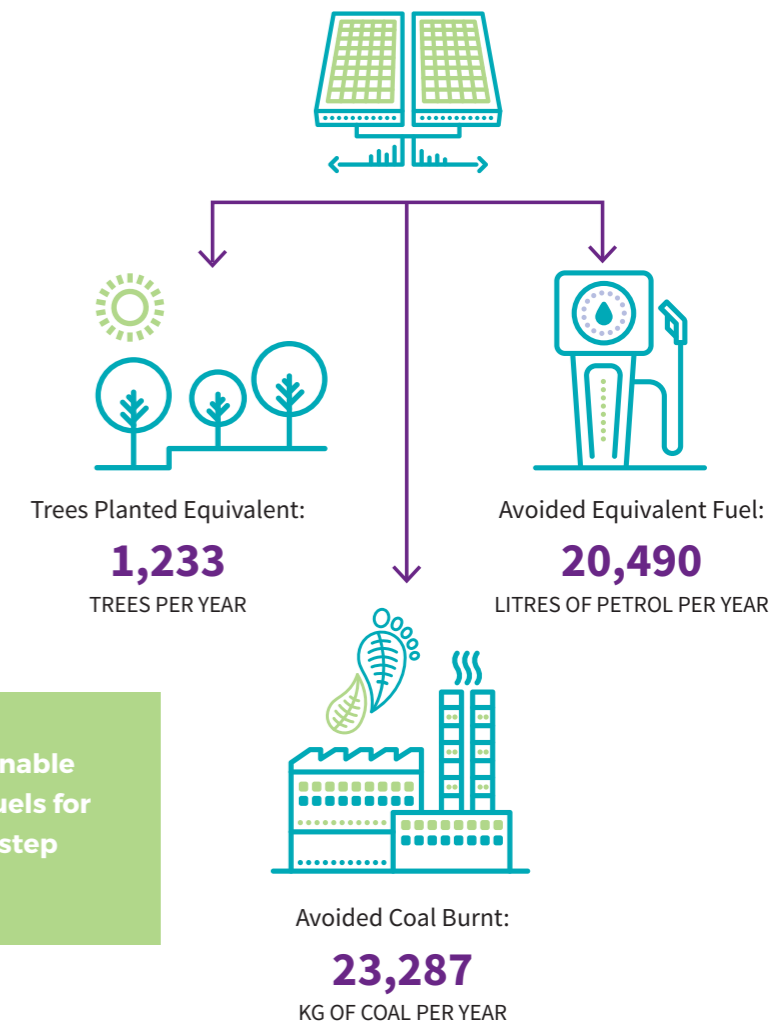 Trees Planted Equivalent:
1,233
TREES PER YEAR
Avoided Equivalent Fuel:
20,490
LITRES OF PETROL PER YEAR
step
Avoided Coal Burnt:
23,287
KG OF COAL PER YEAR